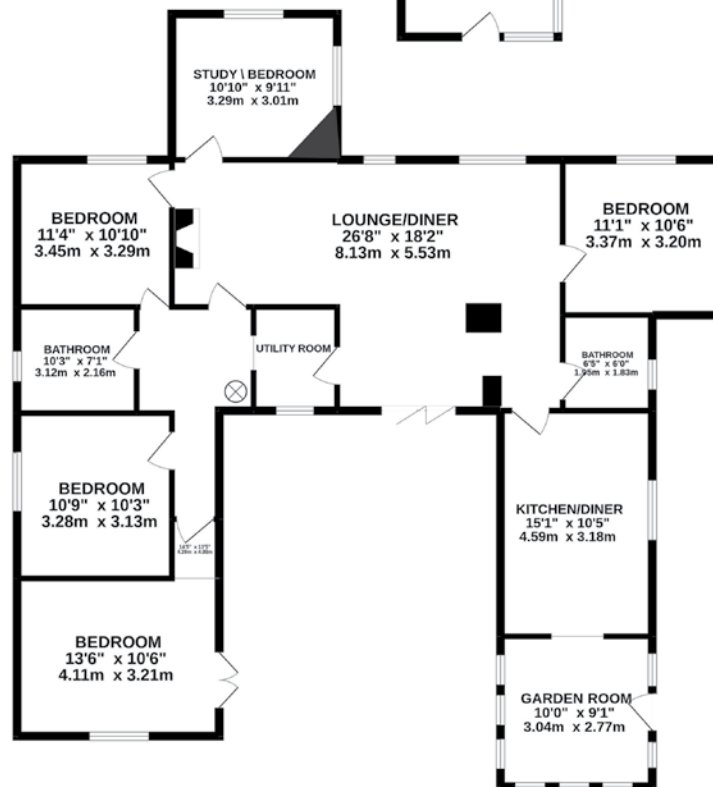 STUDY \ BEDROOM
10'10" x 9'11"
3.29m x 3.01m
BEDROOM
11'4" x 10'10"
3.45m x 3.29m
LOUNGE/DINER
26'8" x 18'2"
8.13m x 5.53m
BEDROOM
11'1" x 10'6"
3.37m x 3.20m
BATHROOM
10'3" x 7'1"
3.12m x 2.16m
UTILITY ROOM
BATHROOM
6'5" x 6'0"
1.95m x 1.83m
BEDROOM
10'9" x 10'3"
3.28m x 3.13m
KITCHEN/DINER
15'1" x 10'5"
4.59m x 3.18m
BEDROOM
13'6" x 10'6"
4.11m x 3.21m
GARDEN ROOM
10'0" x 9'1"
3.04m x 2.77m